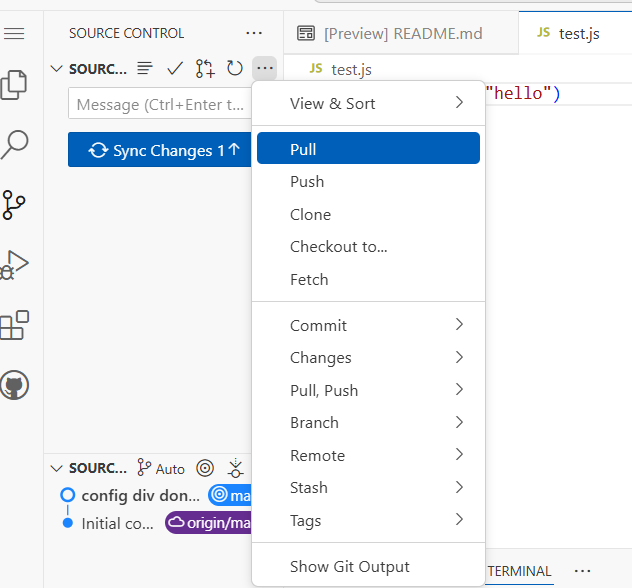 SOURCE CONTROL
[Preview] README.md
JS test.js
SOURC...
JS test.js
Message (Ctrl+Enter t...
"hello")
Sync Changes 1↑
View & Sort
Pull
Push
Clone
Checkout to...
Fetch
Commit
Changes
Pull, Push
Branch
Remote
Stash
Tags
Show Git Output
SOURC... Auto
config div don... ma
Initial co... origin/ma
TERMINAL